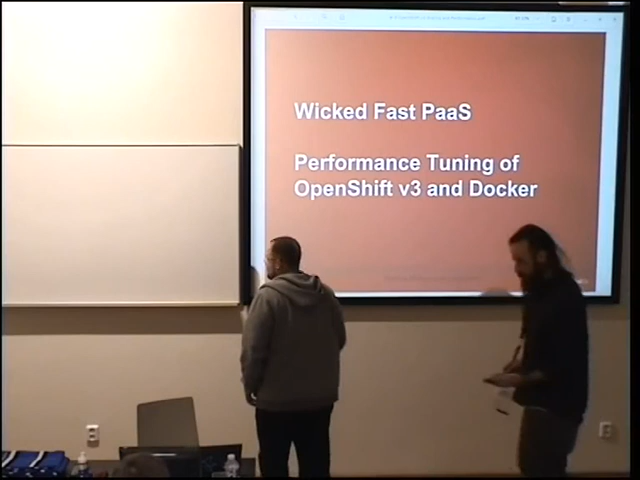 Wicked Fast PaaS
Performance Tuning of
OpenShift v3 and Docker